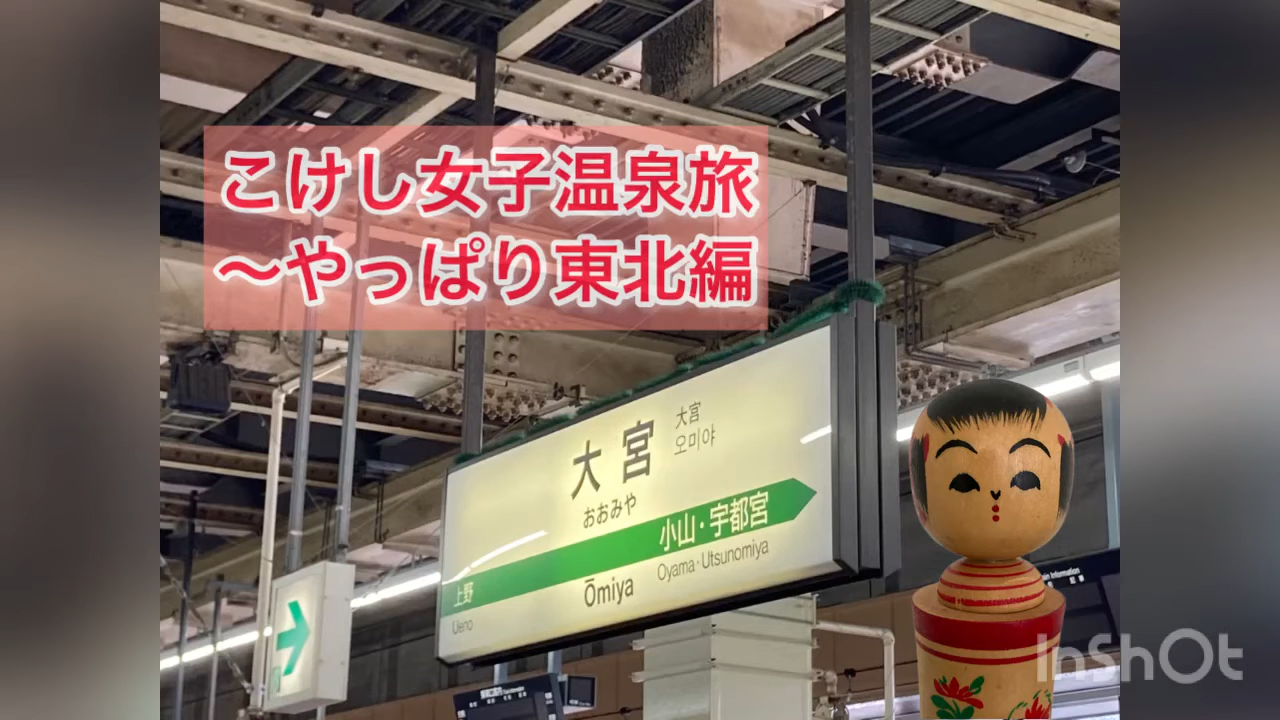 こけし女子温泉旅
〜やっぱり東北編
大宮
大宮
오미야
おおみや
小山・宇都宮
Oyama・Utsunomiya
上野
Ueno
Ōmiya
Information
InShOt